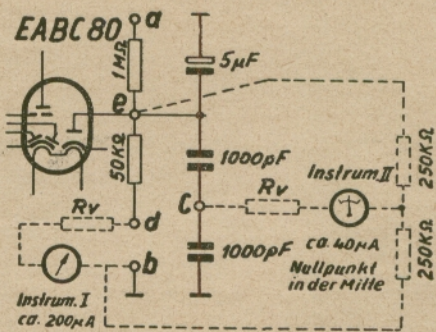 EABC80
a
1MΩ
5µF
e
50KΩ
1000pF
Instrum. II
250KΩ
Rv
C
Rv
d
ca. 40µA
1000pF
Nullpunkt
in der Mitte
250KΩ
b
Instrum. I
ca. 200µA